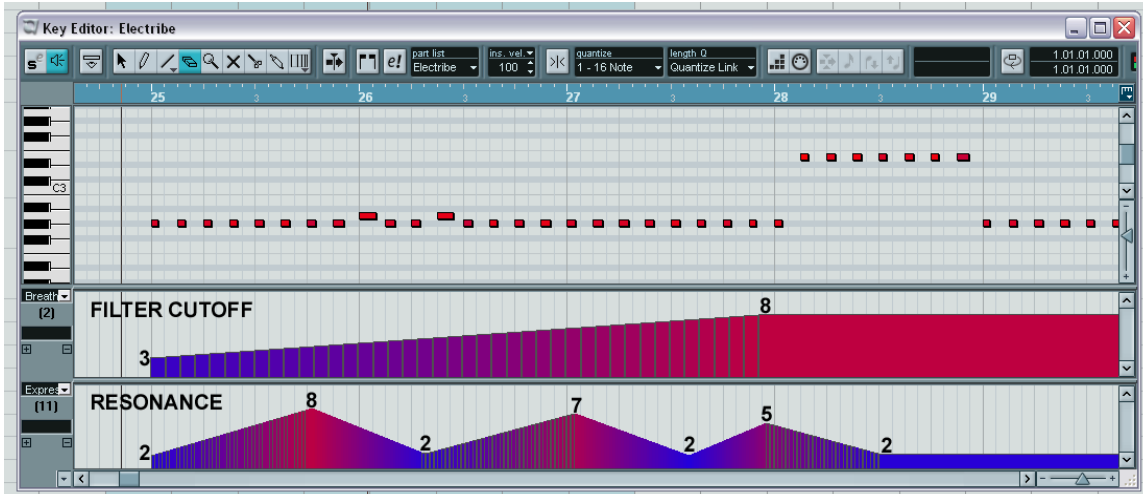 Key Editor: Electribe
s e e! part list Electribe ins. vel. 100 quantize 1 - 16 Note length Q Quantize Link 1.01.01.000
1.01.01.000
25 3 26 3 27 3 28 3 29 3
C3
Breath
(2)
FILTER CUTOFF
8
3
Expres
(11)
RESONANCE
8
7
5
2
2
2
2